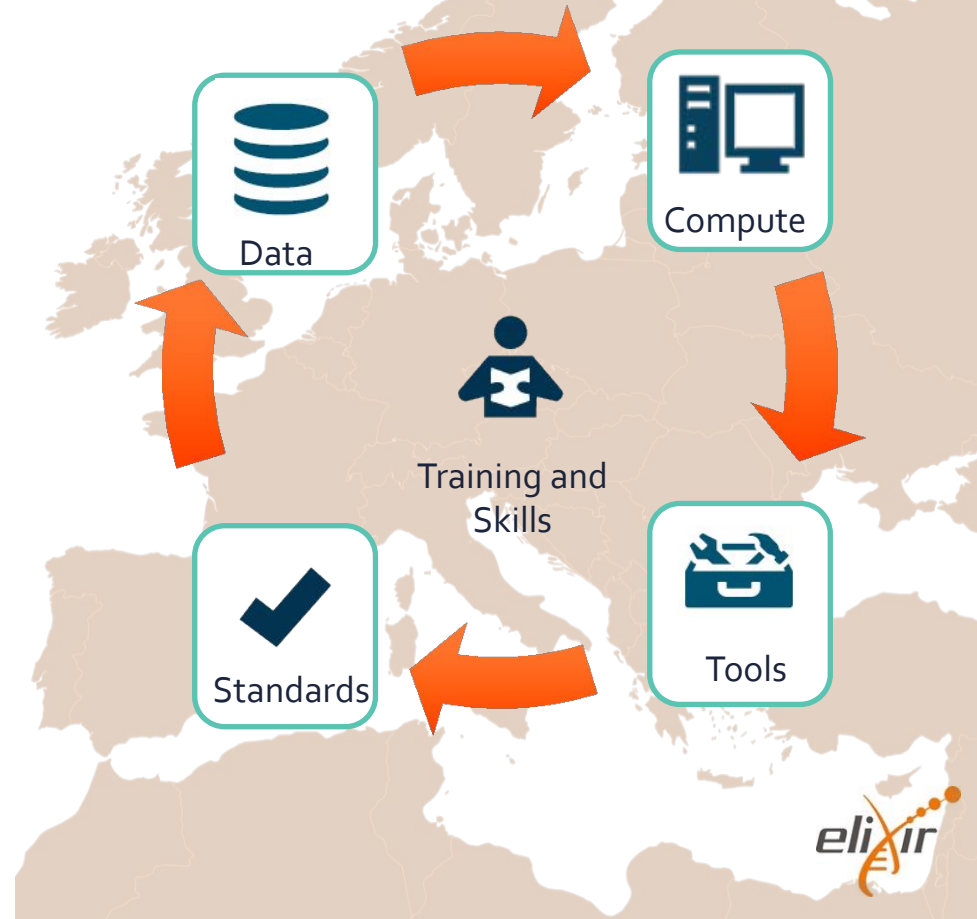 Data
Compute
Training and
Skills
Standards
Tools
elixir